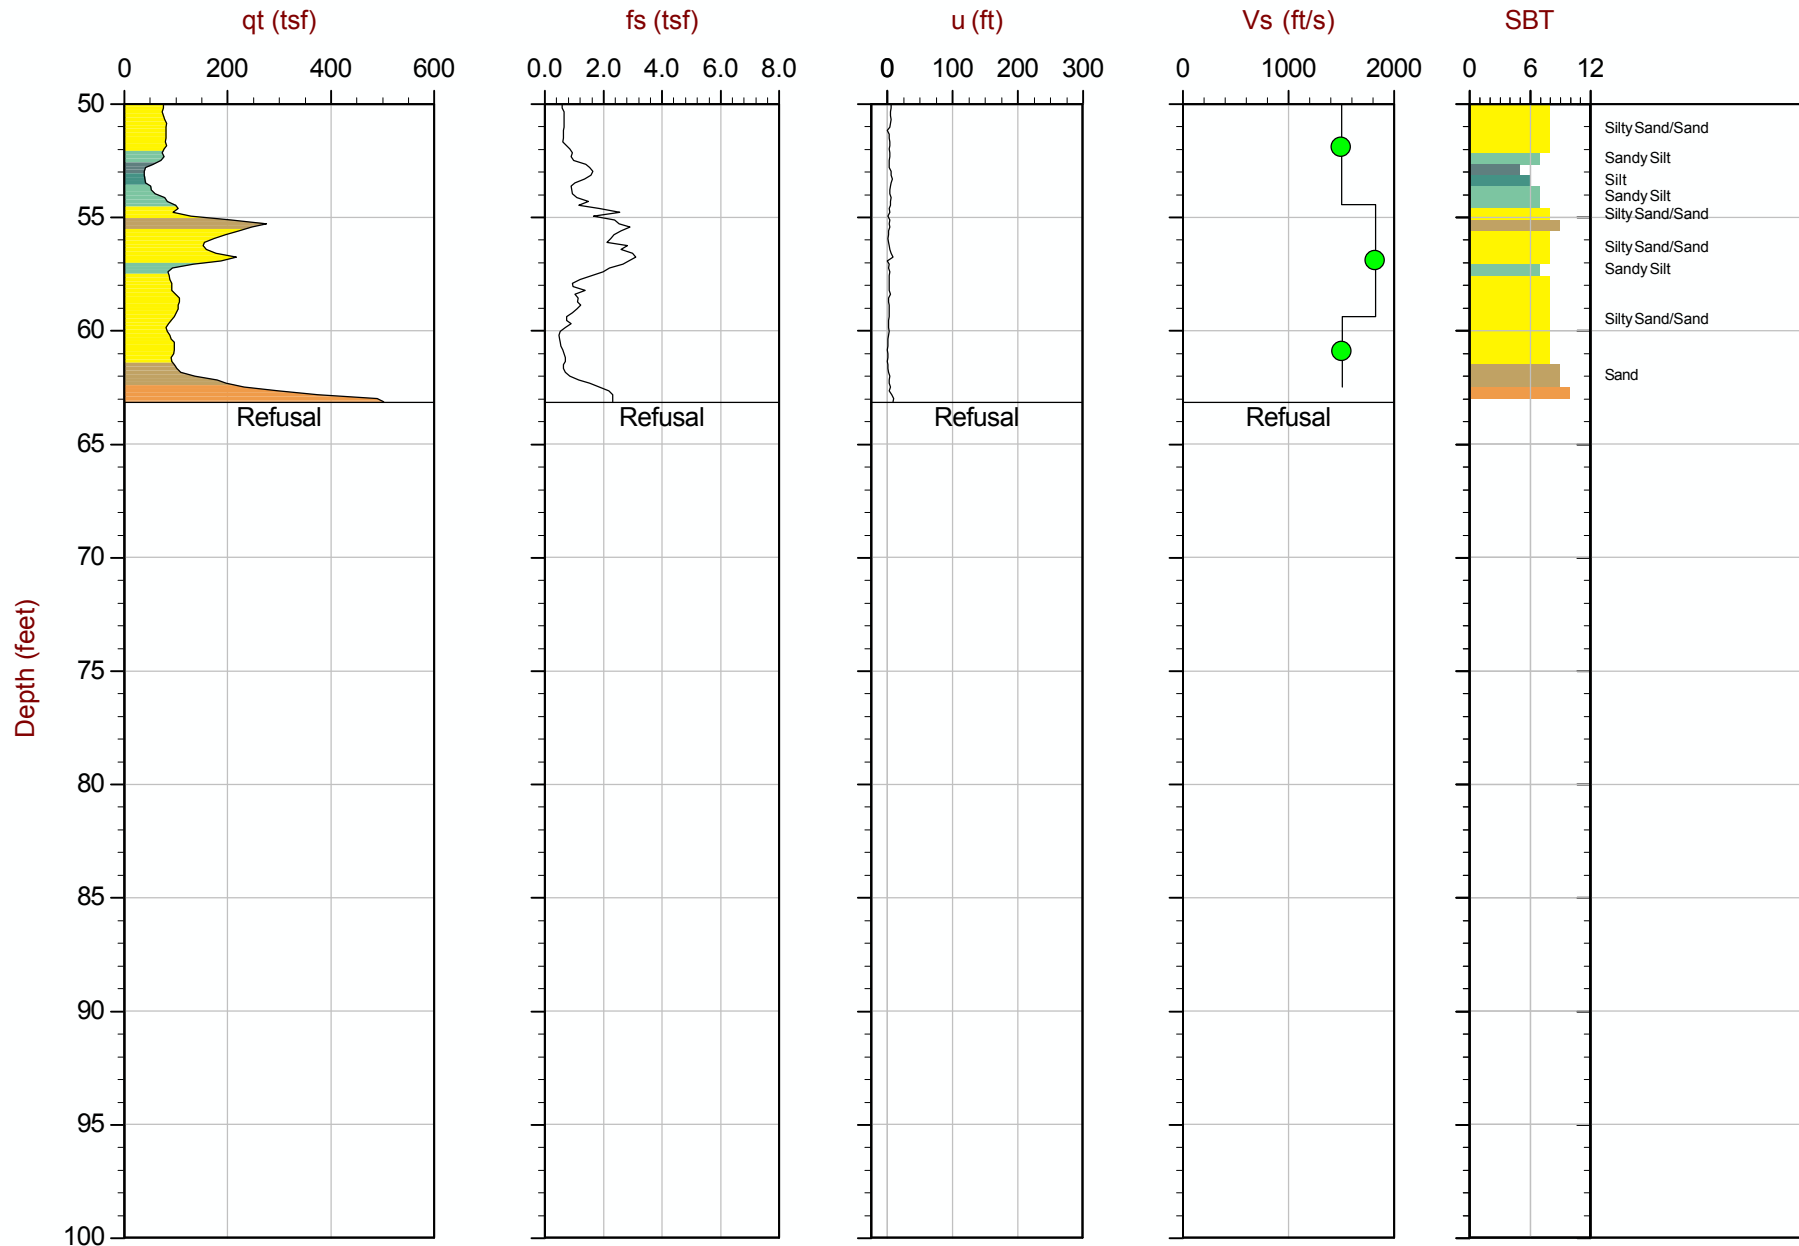 qt (tsf) fs (tsf) u (ft) Vs (ft/s) SBT
0 200 400 600 0.0 2.0 4.0 6.0 8.0 0 100 200 300 0 1000 2000 0 6 12
50
Silty Sand/Sand
Sandy Silt
Silt
Sandy Silt
Silty Sand/Sand
55
Silty Sand/Sand
Sandy Silt
Silty Sand/Sand
60
Sand
Refusal Refusal Refusal Refusal
65
70
75
80
85
90
95
100
Depth (feet)